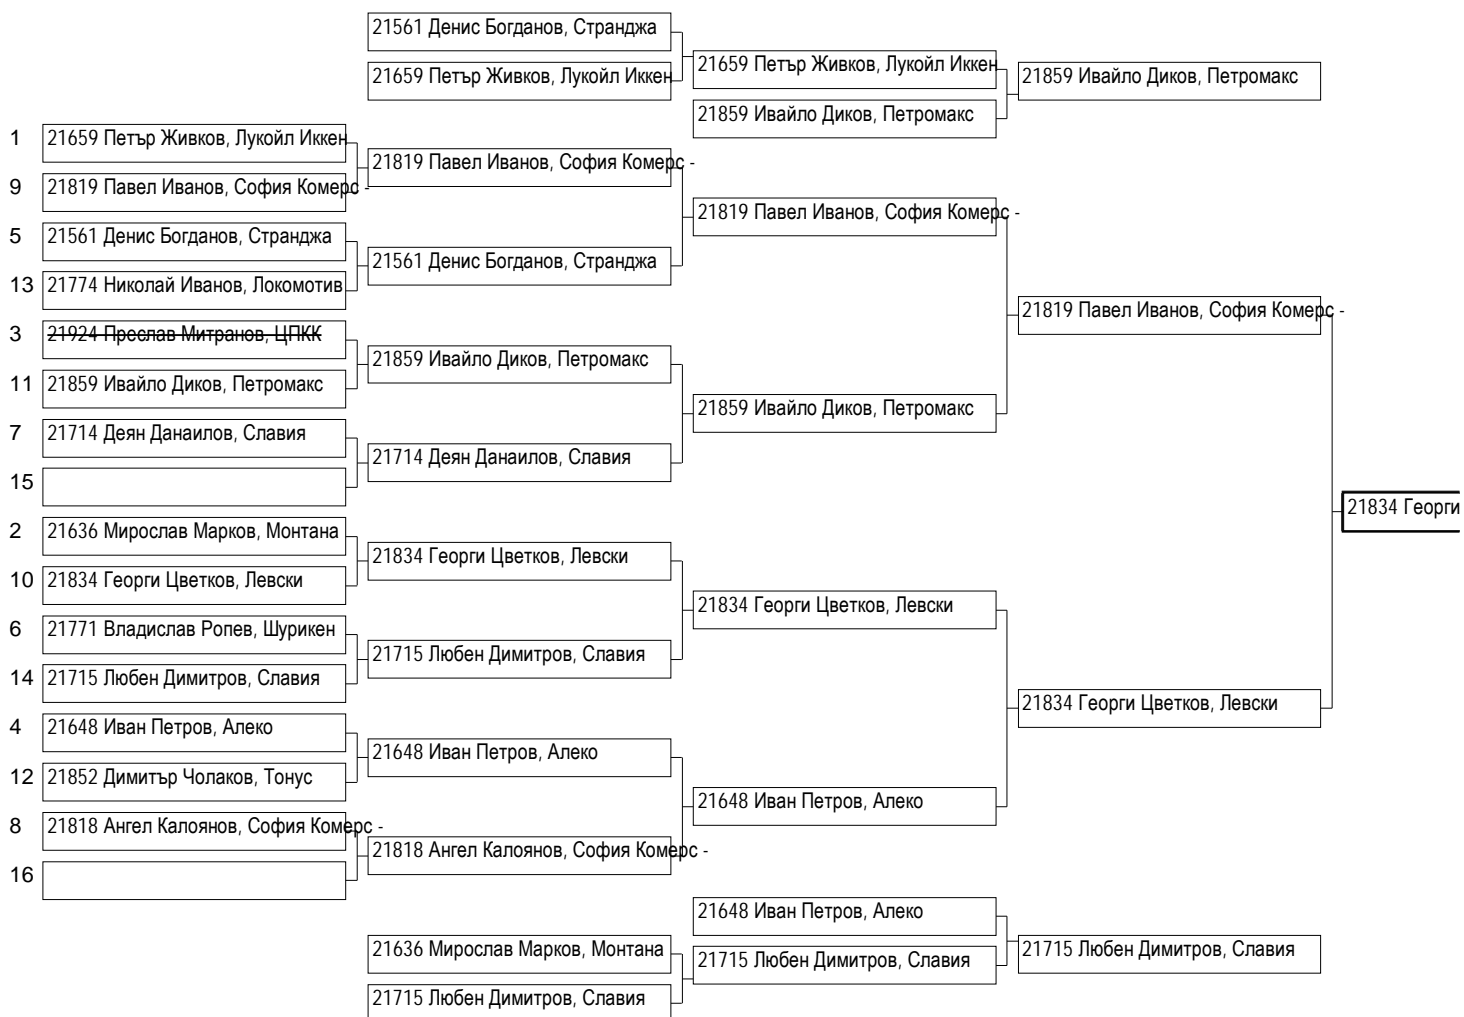 21561 Денис Богданов, Странджа
21659 Петър Живков, Лукойл Иккен
21659 Петър Живков, Лукойл Иккен
21859 Ивайло Диков, Петромакс
21859 Ивайло Диков, Петромакс
1 21659 Петър Живков, Лукойл Иккен
9 21819 Павел Иванов, София Комерс -
5 21561 Денис Богданов, Странджа
13 21774 Николай Иванов, Локомотив
3 21924 Преслав Митранов, ЦПКК
11 21859 Ивайло Диков, Петромакс
7 21714 Деян Данаилов, Славия
15
2 21636 Мирослав Марков, Монтана
10 21834 Георги Цветков, Левски
6 21771 Владислав Ропев, Шурикен
14 21715 Любен Димитров, Славия
4 21648 Иван Петров, Алеко
12 21852 Димитър Чолаков, Тонус
8 21818 Ангел Калоянов, София Комерс -
16
21819 Павел Иванов, София Комерс -
21561 Денис Богданов, Странджа
21859 Ивайло Диков, Петромакс
21714 Деян Данаилов, Славия
21834 Георги Цветков, Левски
21715 Любен Димитров, Славия
21648 Иван Петров, Алеко
21818 Ангел Калоянов, София Комерс -
21819 Павел Иванов, София Комерс -
21859 Ивайло Диков, Петромакс
21834 Георги Цветков, Левски
21648 Иван Петров, Алеко
21819 Павел Иванов, София Комерс -
21834 Георги Цветков, Левски
21834 Георги
21648 Иван Петров, Алеко
21636 Мирослав Марков, Монтана
21715 Любен Димитров, Славия
21715 Любен Димитров, Славия
21715 Любен Димитров, Славия